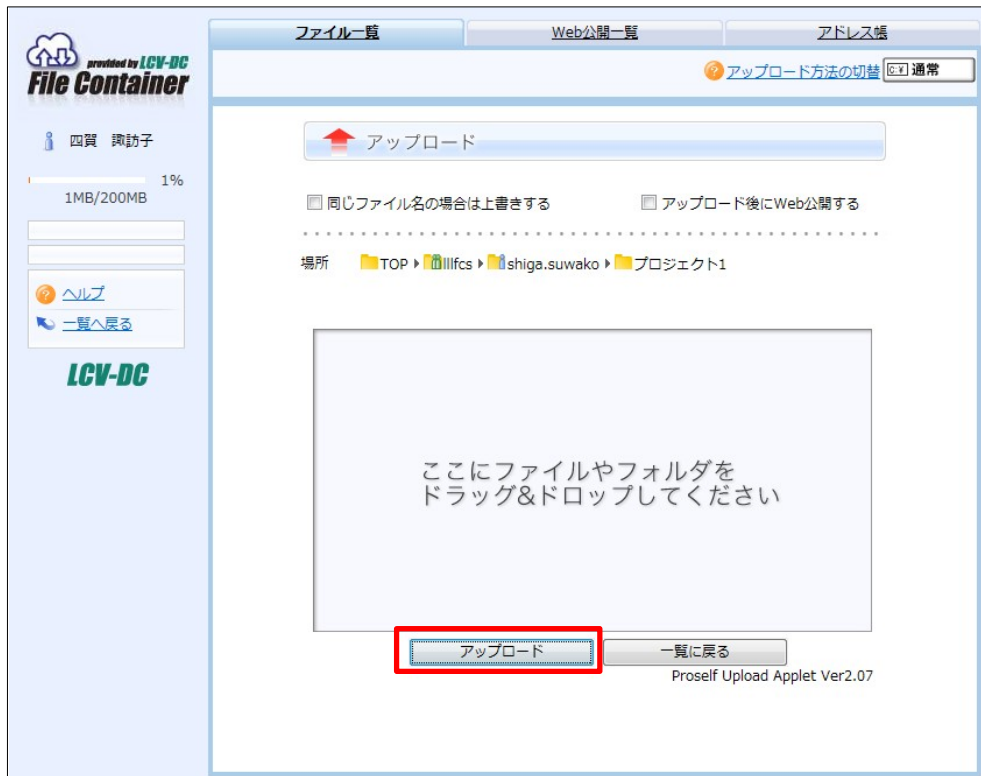 ファイル一覧
Web公開一覧
アドレス帳
provided by LCV-DC
File Container
アップロード方法の切替 C:¥ 通常
四賀 諏訪子
1%
1MB/200MB
ヘルプ
一覧へ戻る
LCV-DC
アップロード
同じファイル名の場合は上書きする
アップロード後にWeb公開する
場所 TOP lllfcs shiga.suwako プロジェクト1
ここにファイルやフォルダを
ドラッグ&ドロップしてください
アップロード
一覧に戻る
Proself Upload Applet Ver2.07